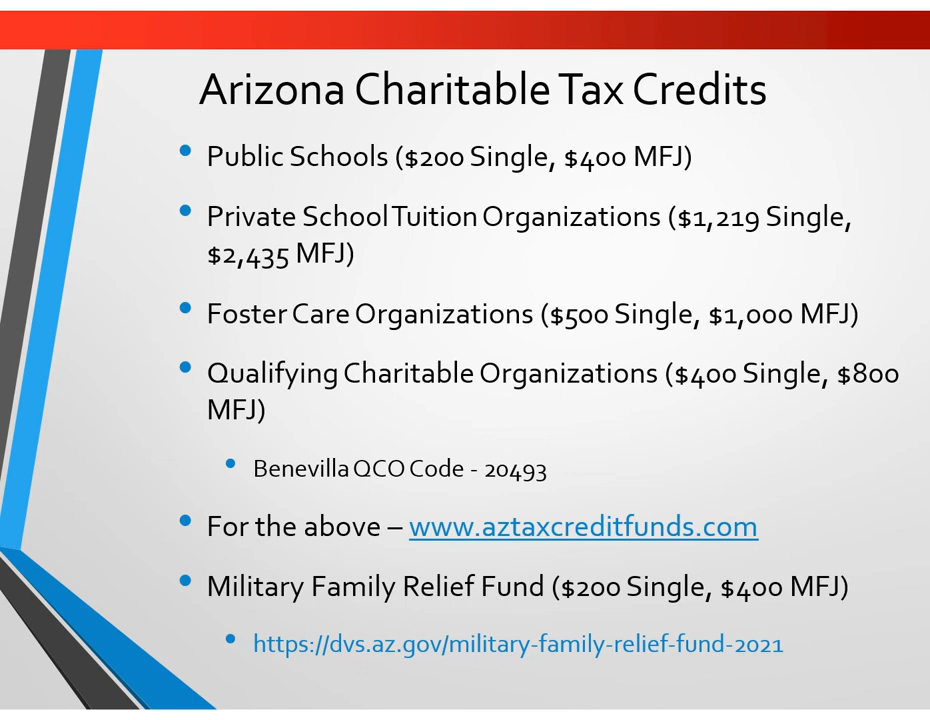 Arizona Charitable Tax Credits
Public Schools ($200 Single, $400 MFJ)
Private School Tuition Organizations ($1,219 Single,
$2,435 MFJ)
Foster Care Organizations ($500 Single, $1,000 MFJ)
Qualifying Charitable Organizations ($400 Single, $800
MFJ)
Benevilla QCO Code - 20493
For the above – www.aztaxcreditfunds.com
Military Family Relief Fund ($200 Single, $400 MFJ)
https://dvs.az.gov/military-family-relief-fund-2021